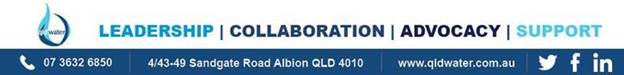 qldwater
LEADERSHIP | COLLABORATION | ADVOCACY | SUPPORT
07 3632 6850 | 4/43-49 Sandgate Road Albion QLD 4010 | www.qldwater.com.au